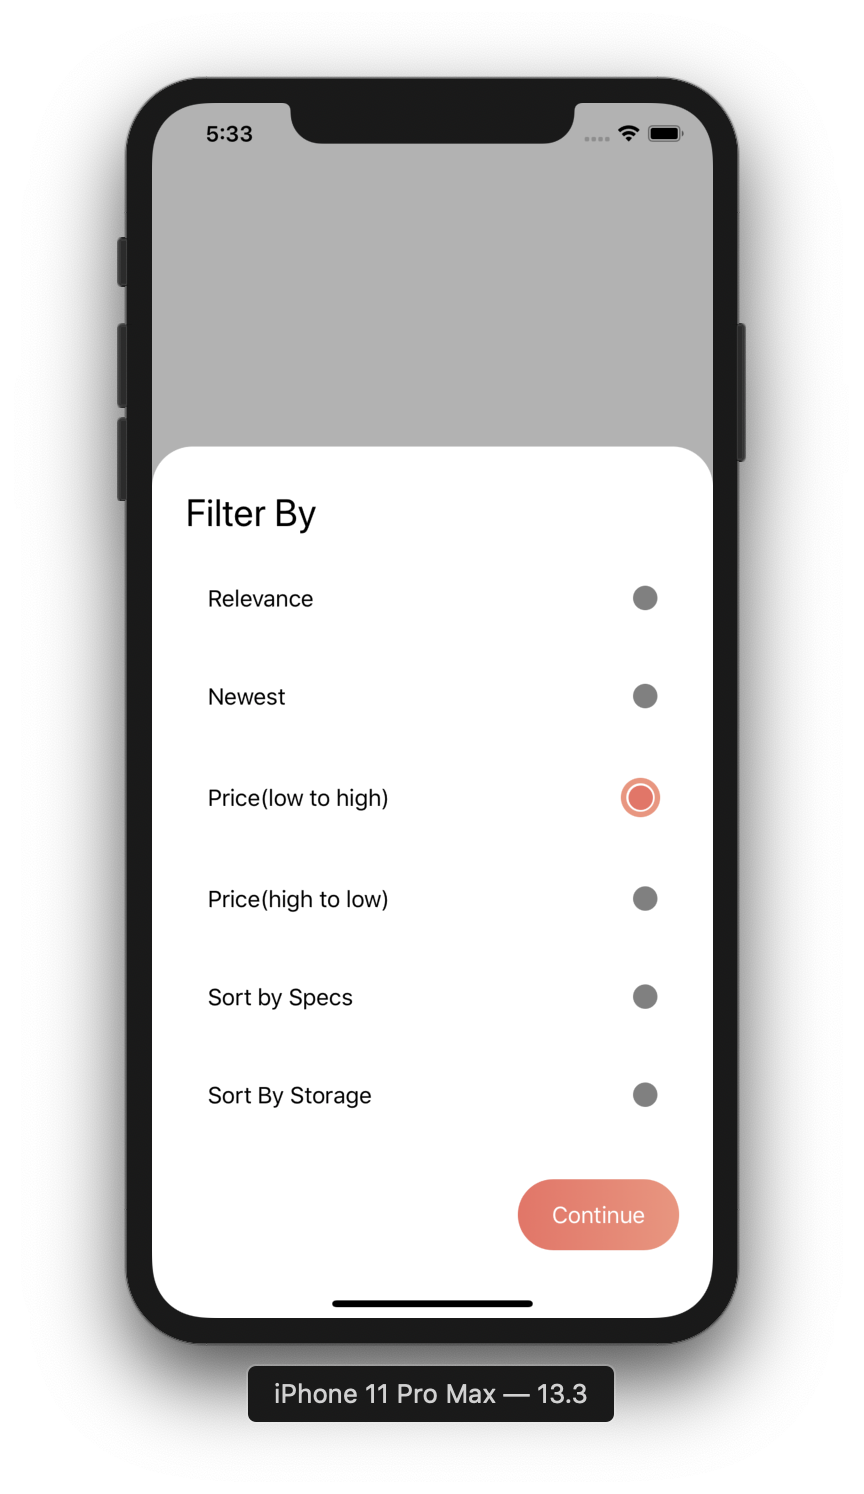 5:33
Filter By
Relevance
Newest
Price(low to high)
Price(high to low)
Sort by Specs
Sort By Storage
Continue
iPhone 11 Pro Max — 13.3